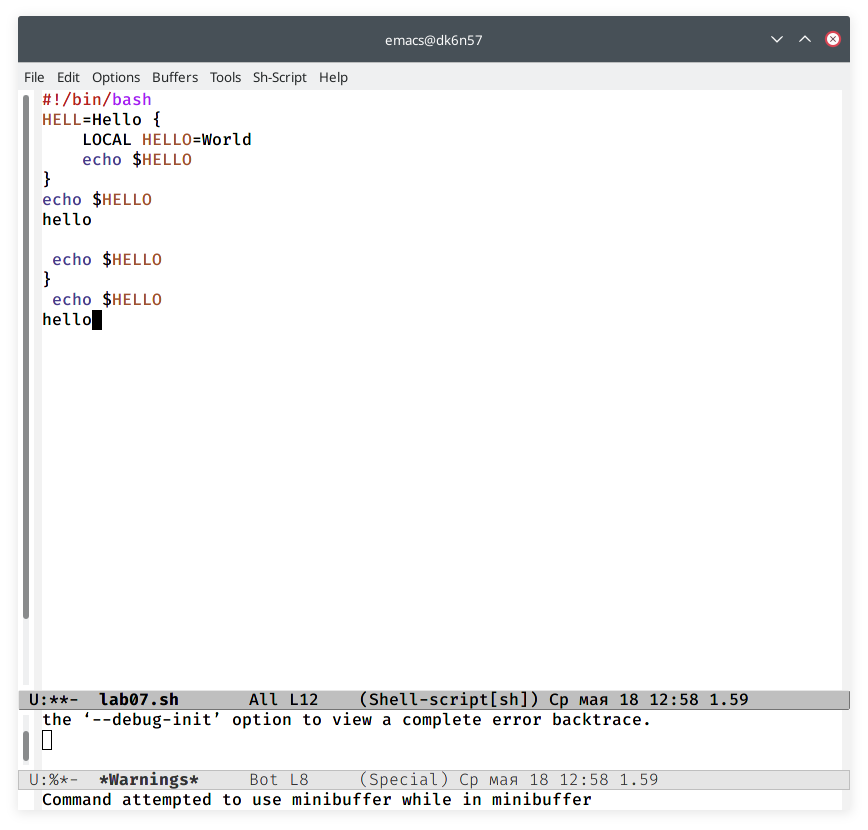 emacs@dk6n57
File Edit Options Buffers Tools Sh-Script Help
#!/bin/bash
HELL=Hello {
    LOCAL HELLO=World
    echo $HELLO
}
echo $HELLO
hello

 echo $HELLO
}
 echo $HELLO
hello
U:**-  lab07.sh       All L12    (Shell-script[sh]) Ср мая 18 12:58 1.59
the ‘--debug-init’ option to view a complete error backtrace.
U:%*-  *Warnings*     Bot L8     (Special) Ср мая 18 12:58 1.59
Command attempted to use minibuffer while in minibuffer